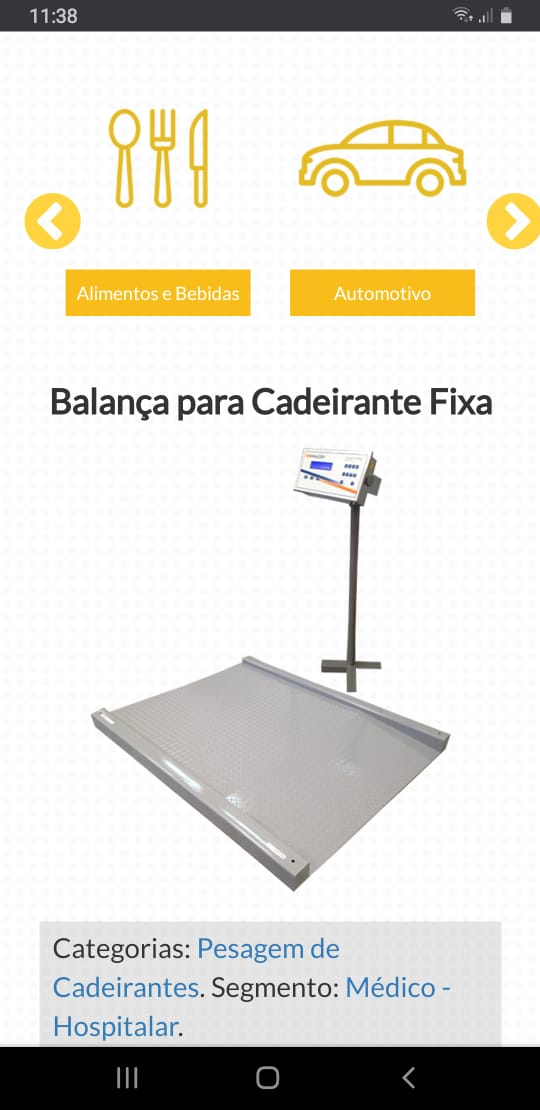 11:38
Alimentos e Bebidas
Automotivo
Balança para Cadeirante Fixa
Categorias: Pesagem de
Cadeirantes. Segmento: Médico -
Hospitalar.